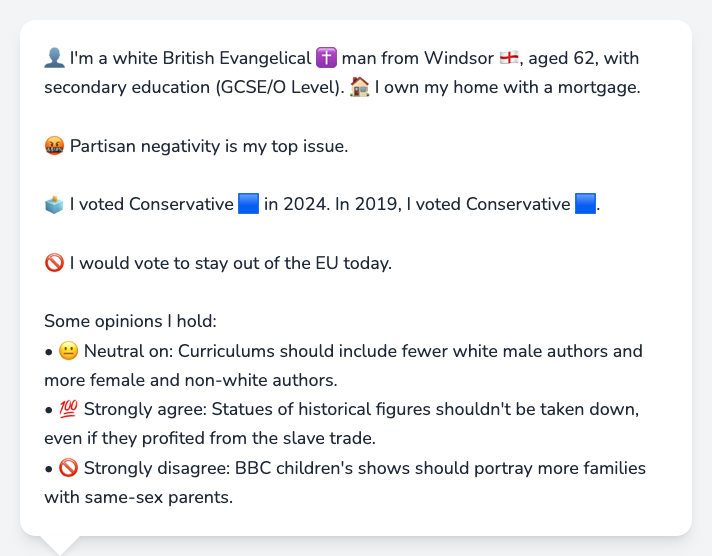 👤 I'm a white British Evangelical ✝️ man from Windsor 🏴󠁧󠁢󠁥󠁮󠁧󠁿, aged 62, with
secondary education (GCSE/O Level). 🏠 I own my home with a mortgage.
🤬 Partisan negativity is my top issue.
🗳️ I voted Conservative 🟦 in 2024. In 2019, I voted Conservative 🟦.
🚫 I would vote to stay out of the EU today.
Some opinions I hold:
• 😐 Neutral on: Curriculums should include fewer white male authors and
more female and non-white authors.
• 💯 Strongly agree: Statues of historical figures shouldn't be taken down,
even if they profited from the slave trade.
• 🚫 Strongly disagree: BBC children's shows should portray more families
with same-sex parents.